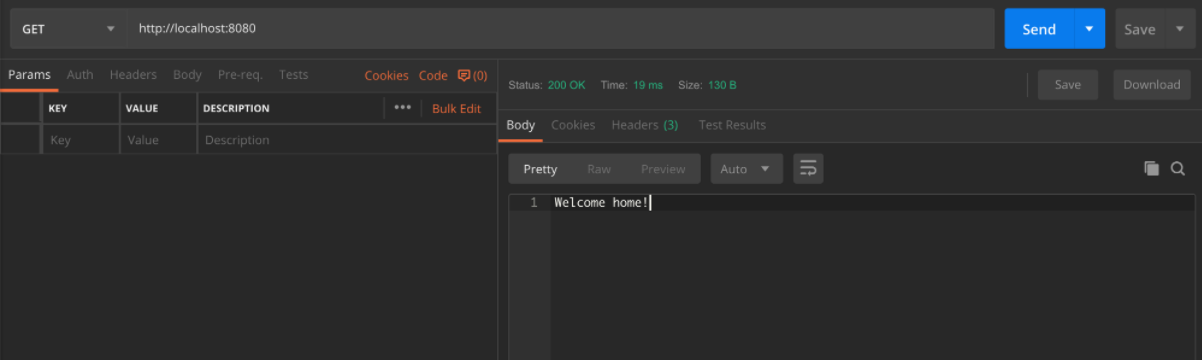 GET http://localhost:8080 Send Save
Params Auth Headers Body Pre-req. Tests Cookies Code (0)
KEY VALUE DESCRIPTION ••• Bulk Edit
Key Value Description
Status: 200 OK Time: 19 ms Size: 130 B Save Download
Body Cookies Headers (3) Test Results
Pretty Raw Preview Auto
1 Welcome home!